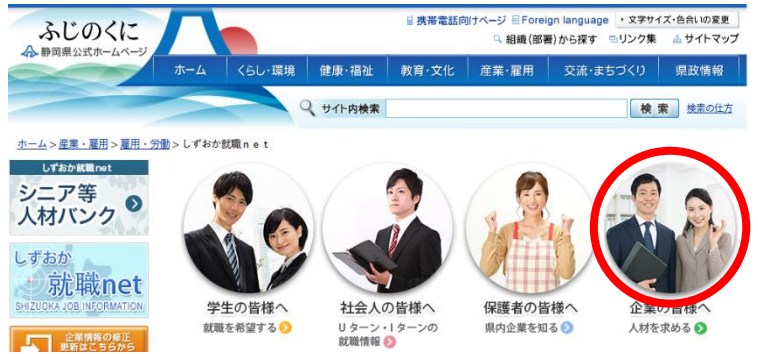 ふじのくに
静岡県公式ホームページ
携帯電話向けページ Foreign language 文字サイズ・色合いの変更
組織(部署)から探す リンク集 サイトマップ
ホーム くらし・環境 健康・福祉 教育・文化 産業・雇用 交流・まちづくり 県政情報
サイト内検索 検索 検索の仕方
ホーム > 産業・雇用 > 雇用・労働 > しずおか就職net
しずおか就職net
シニア等
人材バンク
しずおか
就職net
SHIZUOKA JOB INFORMATION
企業情報の修正
更新はこちらから
学生の皆様へ
就職を希望する
社会人の皆様へ
Uターン・Iターンの
就職情報
保護者の皆様へ
県内企業を知る
企業の皆様へ
人材を求める